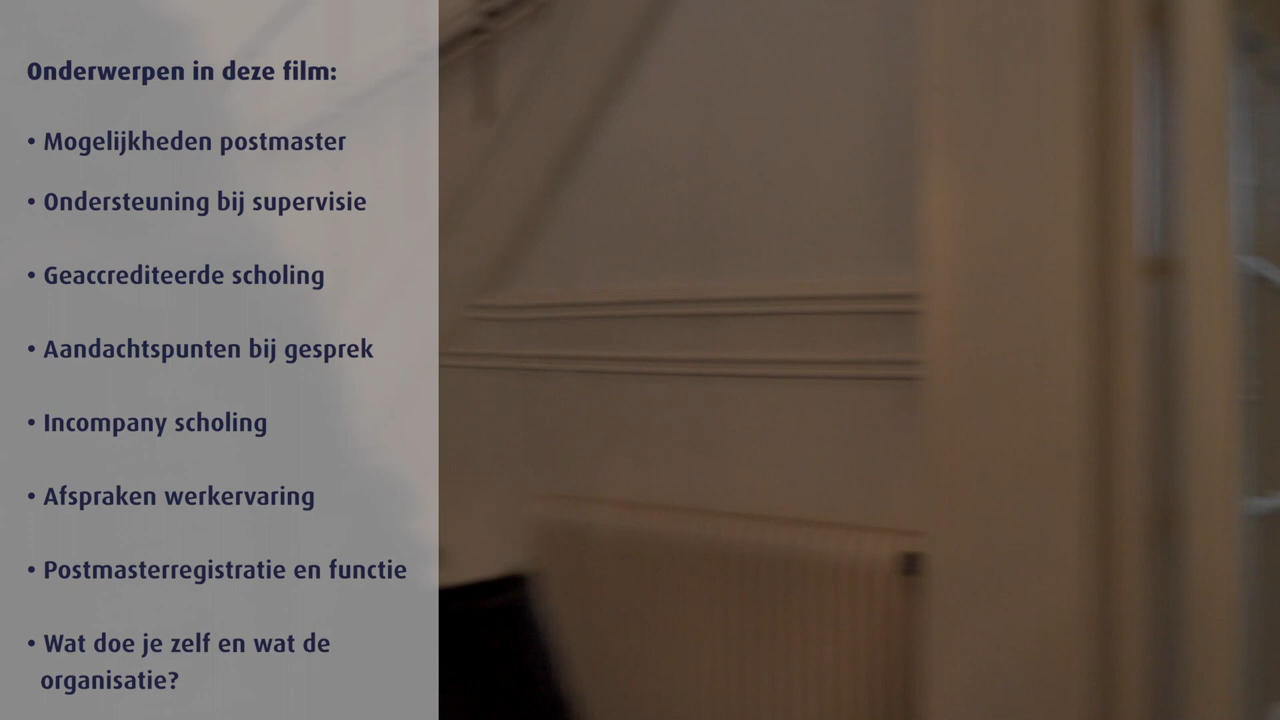 Onderwerpen in deze film:
• Mogelijkheden postmaster
• Ondersteuning bij supervisie
• Geaccrediteerde scholing
• Aandachtspunten bij gesprek
• Incompany scholing
• Afspraken werkervaring
• Postmasterregistratie en functie
• Wat doe je zelf en wat de
organisatie?